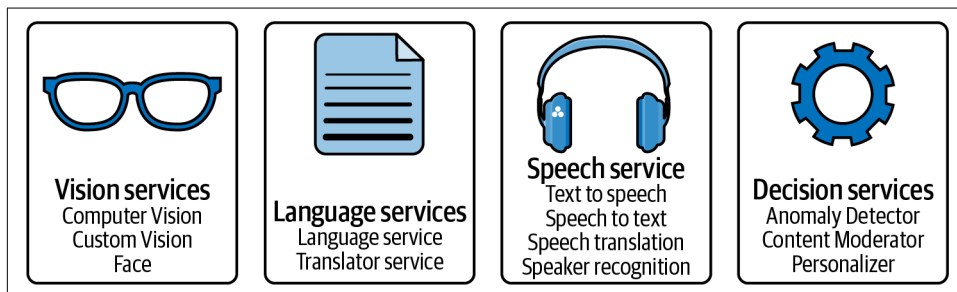 Vision services
Computer Vision
Custom Vision
Face
Language services
Language service
Translator service
Speech service
Text to speech
Speech to text
Speech translation
Speaker recognition
Decision services
Anomaly Detector
Content Moderator
Personalizer